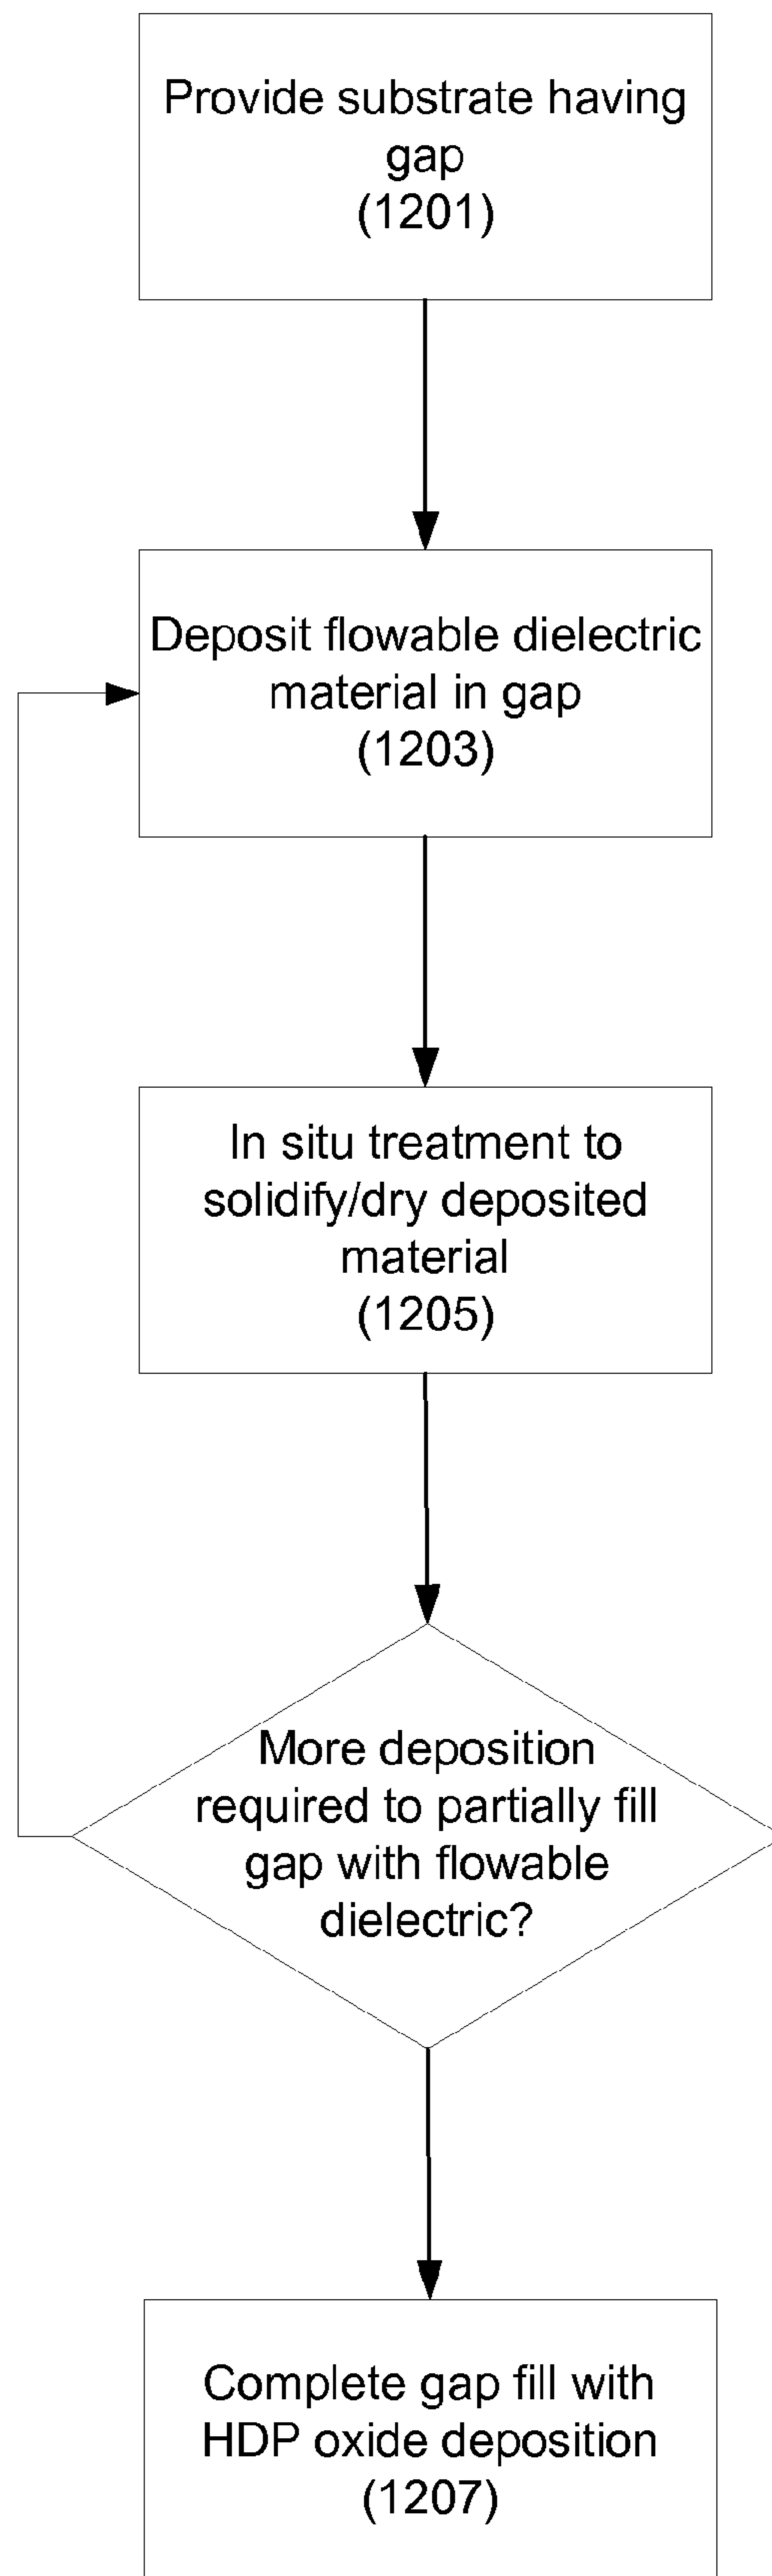 Provide substrate having
gap
(1201)
Deposit flowable dielectric
material in gap
(1203)
In situ treatment to
solidify/dry deposited
material
(1205)
More deposition
required to partially fill
gap with flowable
dielectric?
Complete gap fill with
HDP oxide deposition
(1207)